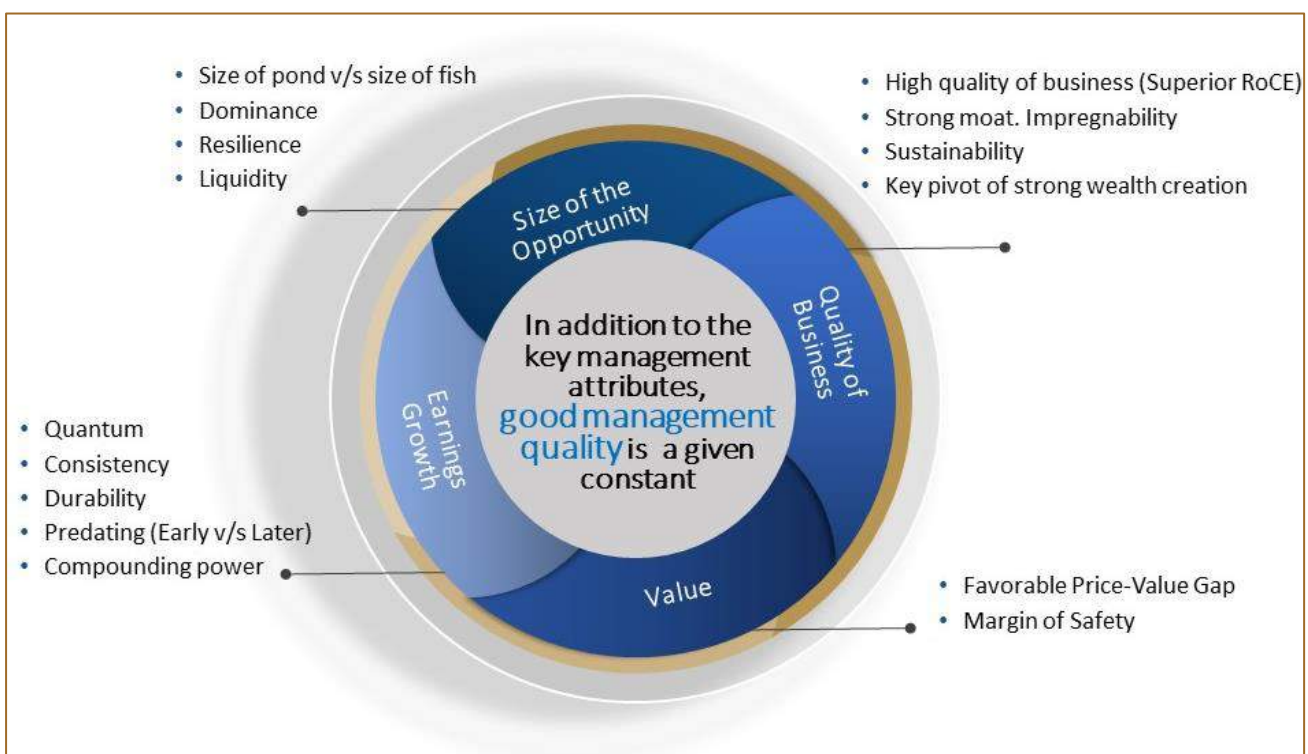 • Size of pond v/s size of fish
• Dominance
• Resilience
• Liquidity
• High quality of business (Superior RoCE)
• Strong moat. Impregnability
• Sustainability
• Key pivot of strong wealth creation
Size of the
Opportunity
Quality of
Business
In addition to the
key management
attributes,
good management
quality is a given
constant
Earnings
Growth
Value
• Quantum
• Consistency
• Durability
• Predating (Early v/s Later)
• Compounding power
• Favorable Price-Value Gap
• Margin of Safety